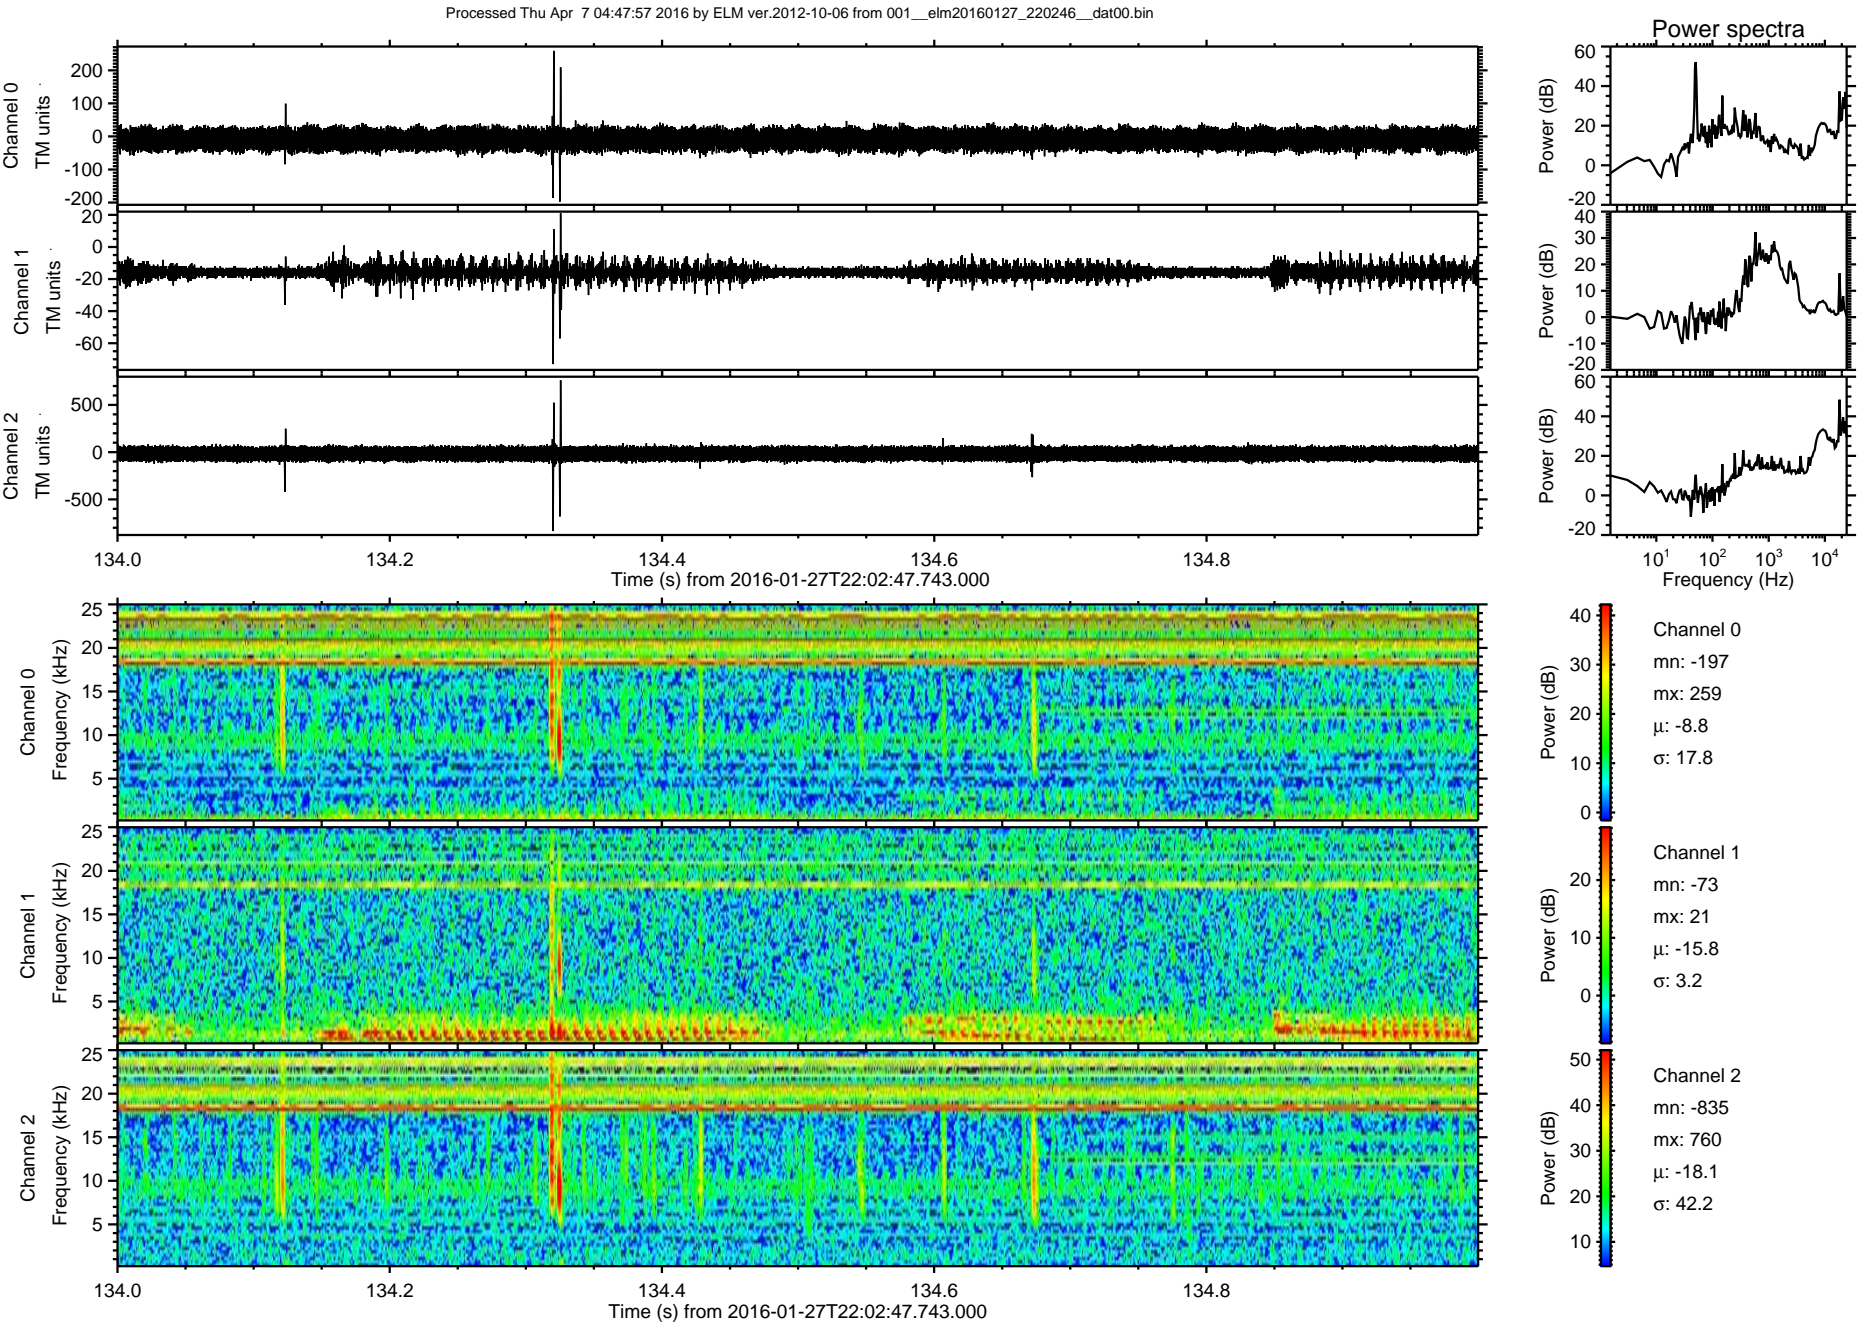 Processed Thu Apr  7 04:47:57 2016 by ELM ver.2012-10-06 from 001__elm20160127_220246__dat00.bin
Power spectra
Channel 0
TM units
200
100
0
-100
-200
Power (dB)
60
40
20
0
-20
Channel 1
TM units
20
0
-20
-40
-60
Power (dB)
40
30
20
10
0
-10
-20
Channel 2
TM units
500
0
-500
Power (dB)
60
40
20
0
-20
134.0 134.2 134.4 134.6 134.8
Time (s) from 2016-01-27T22:02:47.743.000
10¹ 10² 10³ 10⁴
Frequency (Hz)
Channel 0
Frequency (kHz)
25
20
15
10
5
Power (dB)
40
30
20
10
0
Channel 0
mn: -197
mx: 259
µ: -8.8
σ: 17.8
Channel 1
Frequency (kHz)
25
20
15
10
5
Power (dB)
20
10
0
Channel 1
mn: -73
mx: 21
µ: -15.8
σ: 3.2
Channel 2
Frequency (kHz)
25
20
15
10
5
Power (dB)
50
40
30
20
10
Channel 2
mn: -835
mx: 760
µ: -18.1
σ: 42.2
134.0 134.2 134.4 134.6 134.8
Time (s) from 2016-01-27T22:02:47.743.000